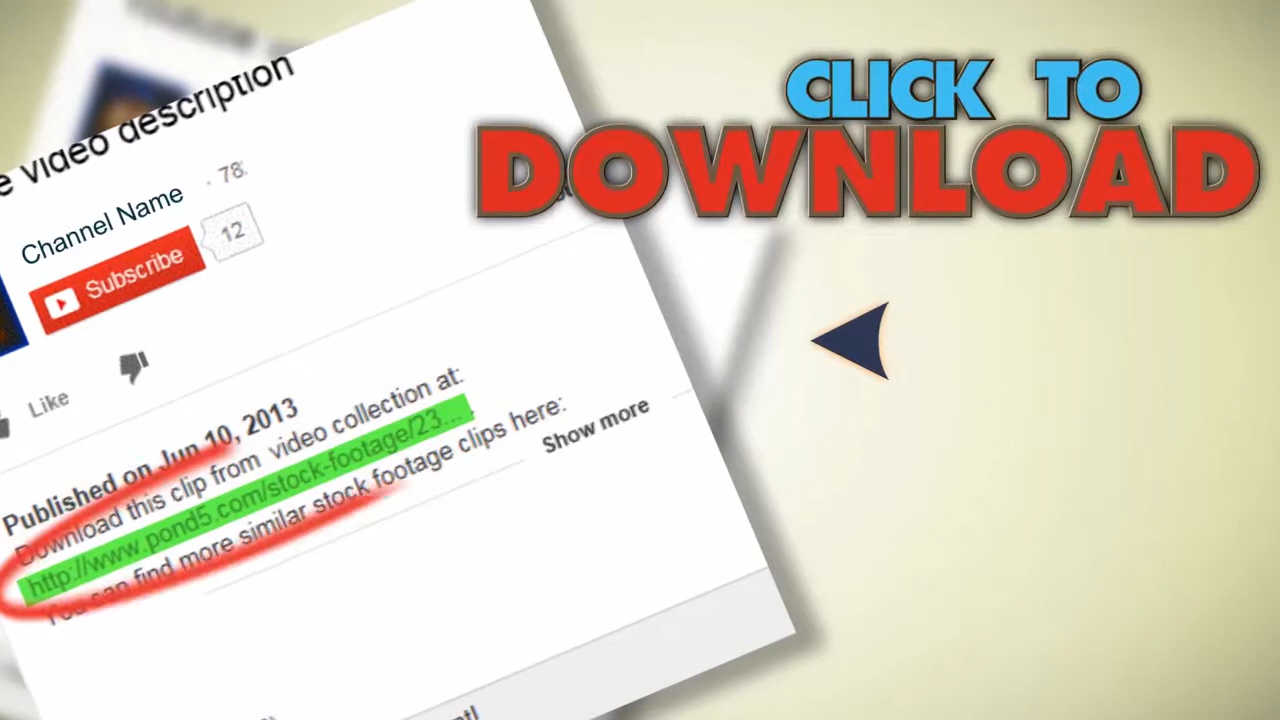 CLICK TO
DOWNLOAD
e video description
Channel Name
78
Subscribe
12
Like
Published on Jun 10, 2013
Download this clip from video collection at:
http://www.pond5.com/stock-footage/23...
You can find more similar stock footage clips here:
Show more